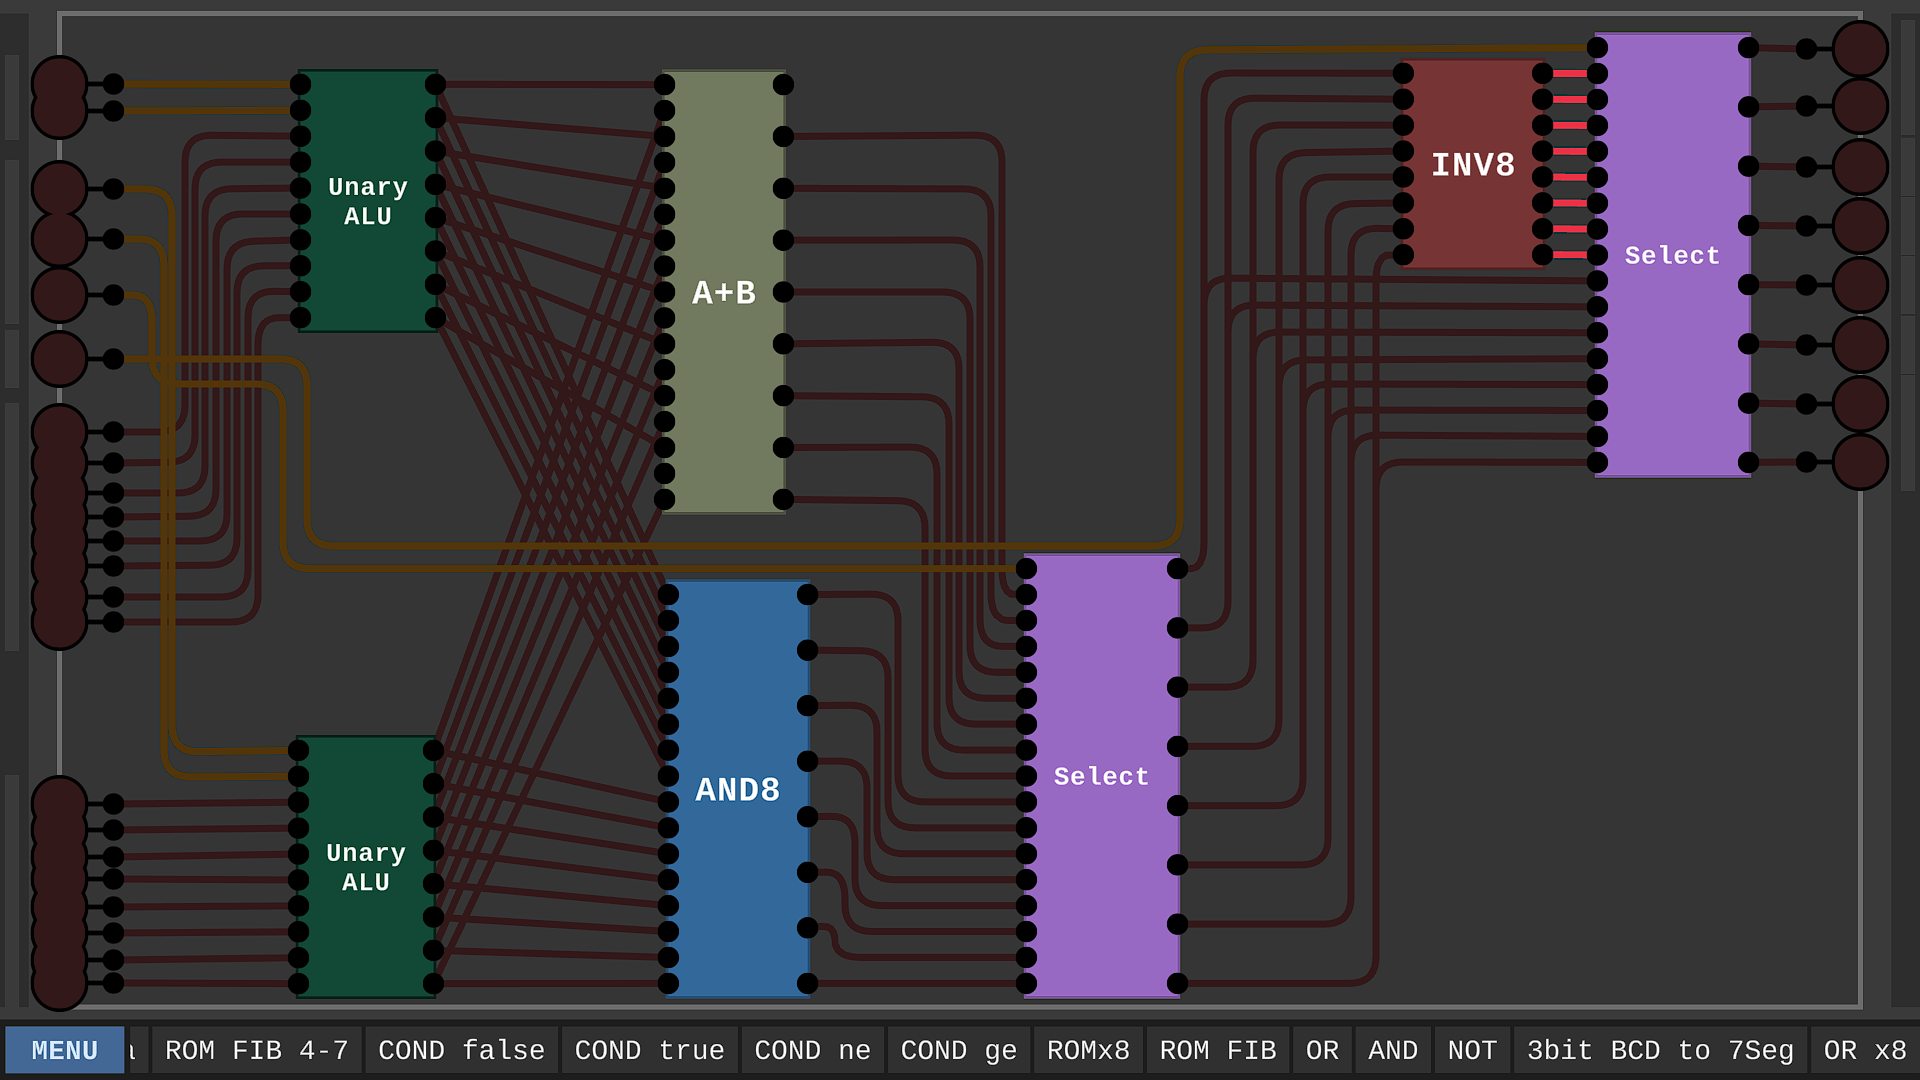 Unary
ALU
A+B
INV8
Select
AND8
Select
Unary
ALU
MENU
ROM FIB 4-7
COND false
COND true
COND ne
COND ge
ROMx8
ROM FIB
OR
AND
NOT
3bit BCD to 7Seg
OR x8